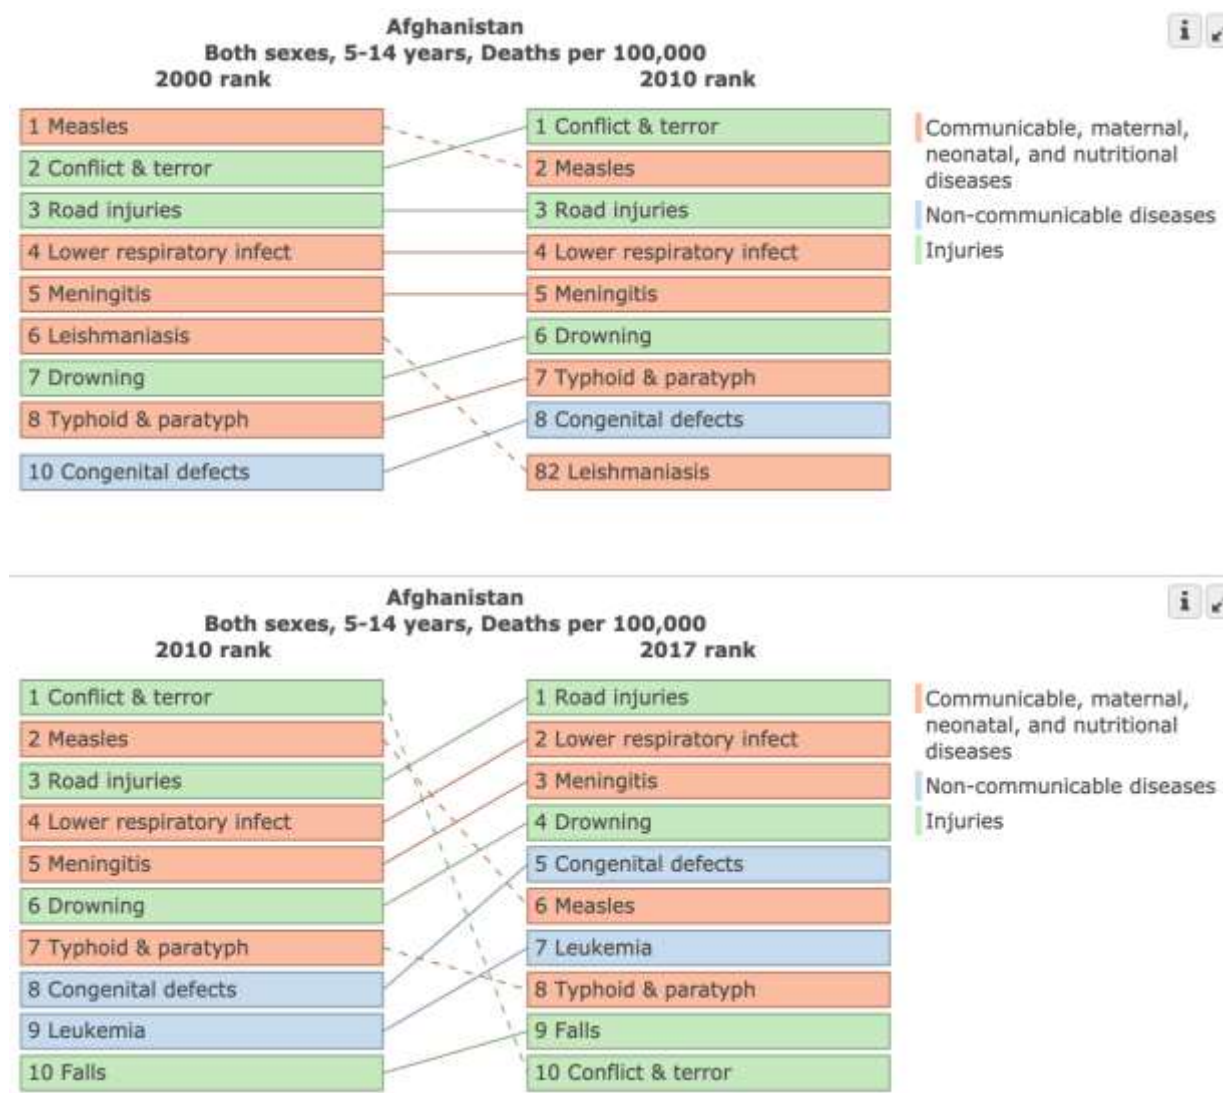 Afghanistan
Both sexes, 5-14 years, Deaths per 100,000
2000 rank
2010 rank
1 Measles
2 Conflict & terror
3 Road injuries
4 Lower respiratory infect
5 Meningitis
6 Leishmaniasis
7 Drowning
8 Typhoid & paratyph
10 Congenital defects
1 Conflict & terror
2 Measles
3 Road injuries
4 Lower respiratory infect
5 Meningitis
6 Drowning
7 Typhoid & paratyph
8 Congenital defects
82 Leishmaniasis
Communicable, maternal,
neonatal, and nutritional
diseases
Non-communicable diseases
Injuries
i
Afghanistan
Both sexes, 5-14 years, Deaths per 100,000
2010 rank
2017 rank
1 Conflict & terror
2 Measles
3 Road injuries
4 Lower respiratory infect
5 Meningitis
6 Drowning
7 Typhoid & paratyph
8 Congenital defects
9 Leukemia
10 Falls
1 Road injuries
2 Lower respiratory infect
3 Meningitis
4 Drowning
5 Congenital defects
6 Measles
7 Leukemia
8 Typhoid & paratyph
9 Falls
10 Conflict & terror
Communicable, maternal,
neonatal, and nutritional
diseases
Non-communicable diseases
Injuries
i